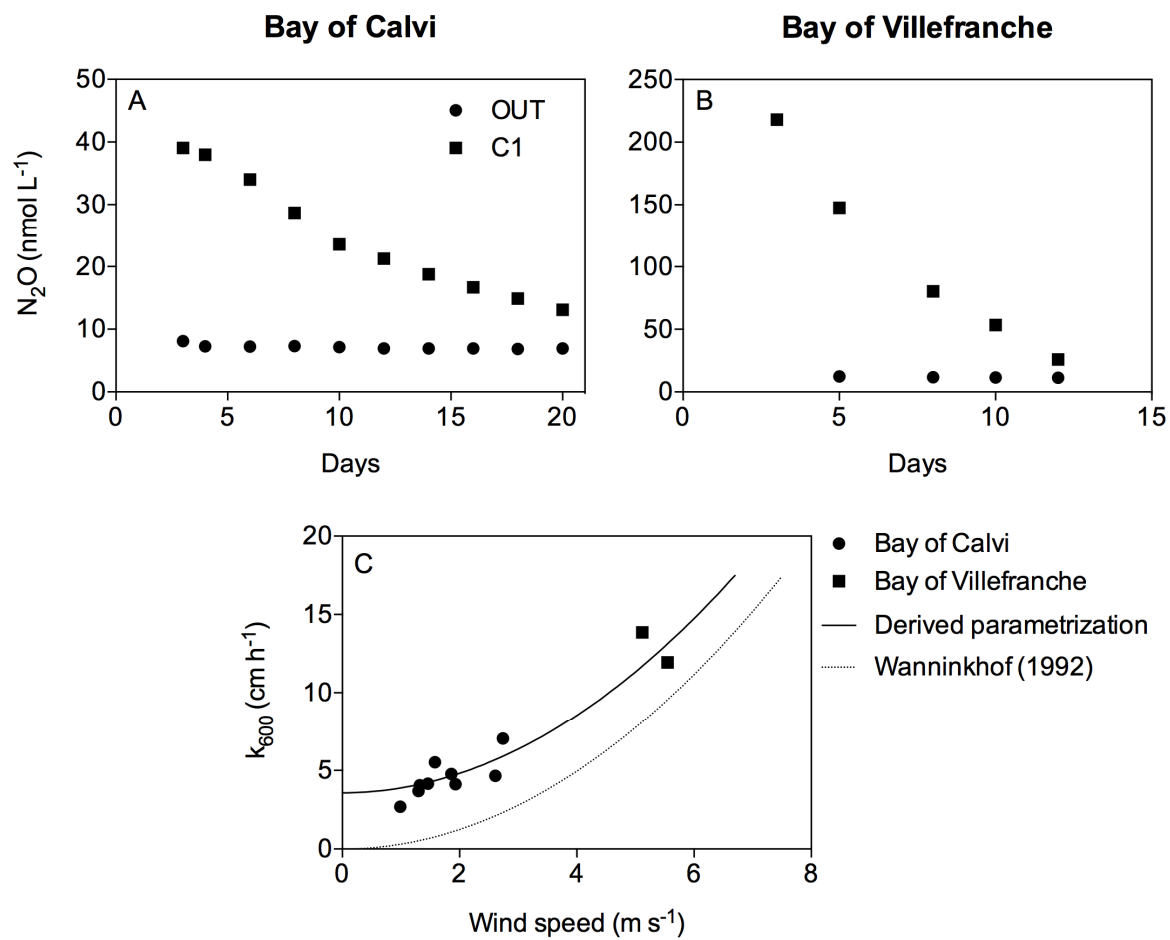 Bay of Calvi
Bay of Villefranche
A
OUT
C1
50
40
30
20
10
0
N₂O (nmol L⁻¹)
0 5 10 15 20
Days
B
250
200
150
100
50
0
0 5 10 15
Days
C
20
15
10
5
0
k₆₀₀ (cm h⁻¹)
0 2 4 6 8
Wind speed (m s⁻¹)
Bay of Calvi
Bay of Villefranche
Derived parametrization
Wanninkhof (1992)